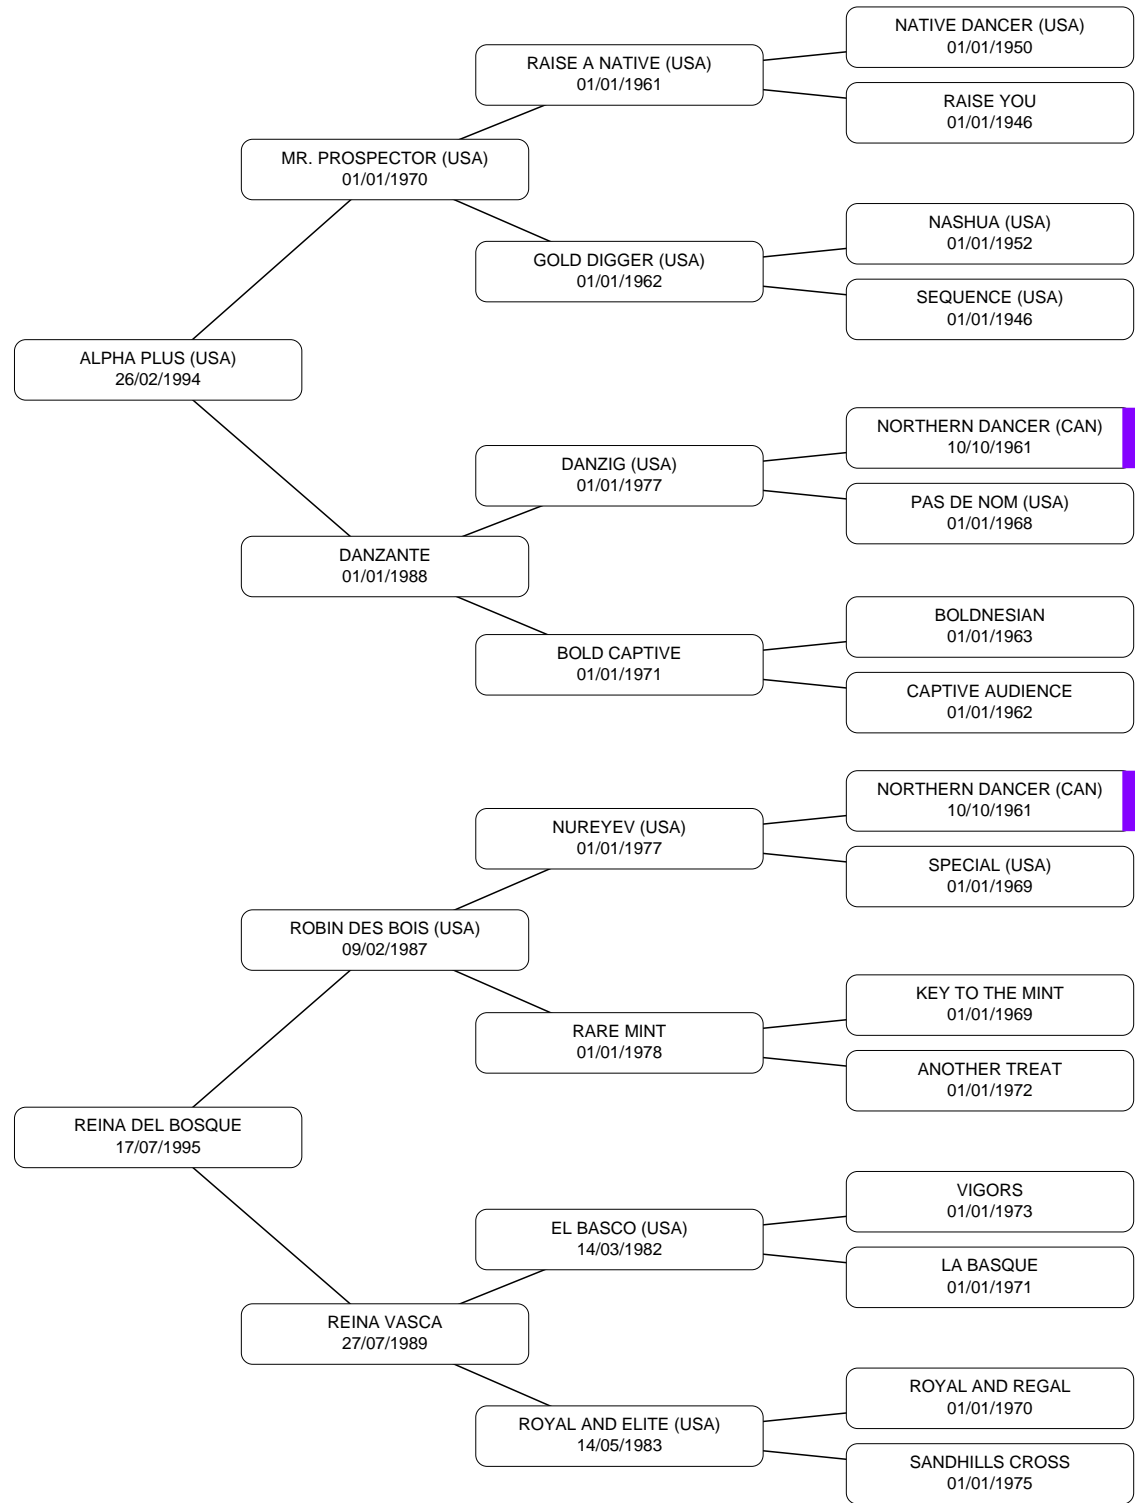 NATIVE DANCER (USA)
01/01/1950
RAISE A NATIVE (USA)
01/01/1961
RAISE YOU
01/01/1946
MR. PROSPECTOR (USA)
01/01/1970
NASHUA (USA)
01/01/1952
GOLD DIGGER (USA)
01/01/1962
SEQUENCE (USA)
01/01/1946
ALPHA PLUS (USA)
26/02/1994
NORTHERN DANCER (CAN)
10/10/1961
DANZIG (USA)
01/01/1977
PAS DE NOM (USA)
01/01/1968
DANZANTE
01/01/1988
BOLDNESIAN
01/01/1963
BOLD CAPTIVE
01/01/1971
CAPTIVE AUDIENCE
01/01/1962
NORTHERN DANCER (CAN)
10/10/1961
NUREYEV (USA)
01/01/1977
SPECIAL (USA)
01/01/1969
ROBIN DES BOIS (USA)
09/02/1987
KEY TO THE MINT
01/01/1969
RARE MINT
01/01/1978
ANOTHER TREAT
01/01/1972
REINA DEL BOSQUE
17/07/1995
VIGORS
01/01/1973
EL BASCO (USA)
14/03/1982
LA BASQUE
01/01/1971
REINA VASCA
27/07/1989
ROYAL AND REGAL
01/01/1970
ROYAL AND ELITE (USA)
14/05/1983
SANDHILLS CROSS
01/01/1975